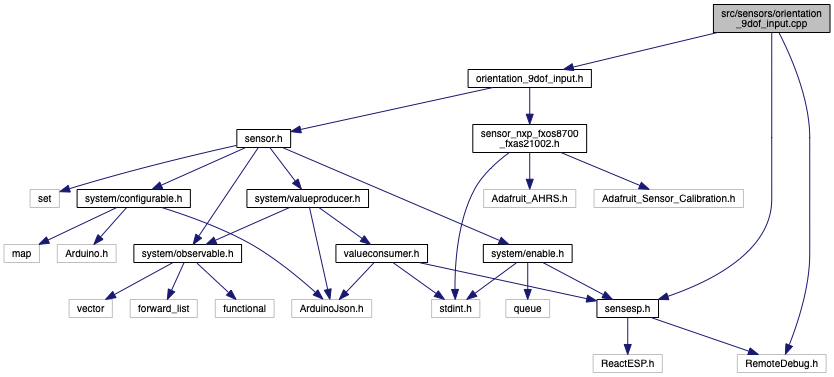 src/sensors/orientation
_9dof_input.cpp
orientation_9dof_input.h
sensor.h
sensor_nxp_fxos8700
_fxas21002.h
set
system/configurable.h
system/valueproducer.h
Adafruit_AHRS.h
Adafruit_Sensor_Calibration.h
map
Arduino.h
system/observable.h
valueconsumer.h
system/enable.h
vector
forward_list
functional
ArduinoJson.h
stdint.h
queue
sensesp.h
ReactESP.h
RemoteDebug.h